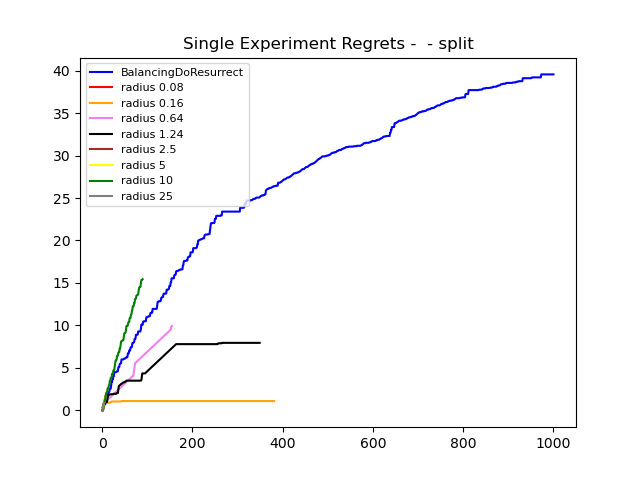 Single Experiment Regrets -  - split
BalancingDoResurrect
radius 0.08
radius 0.16
radius 0.64
radius 1.24
radius 2.5
radius 5
radius 10
radius 25
40
35
30
25
20
15
10
5
0
0 200 400 600 800 1000